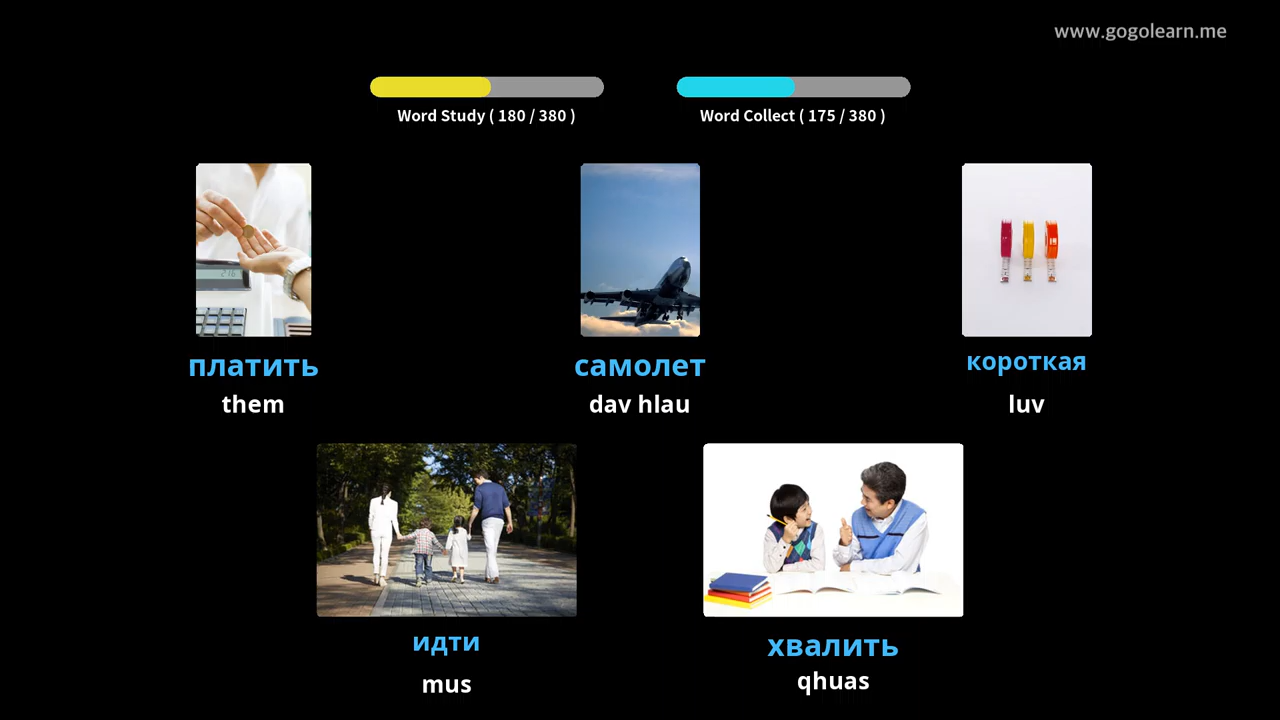 www.gogolearn.me
Word Study ( 180 / 380 )
Word Collect ( 175 / 380 )
платить
them
самолет
dav hlau
короткая
luv
идти
mus
хвалить
qhuas